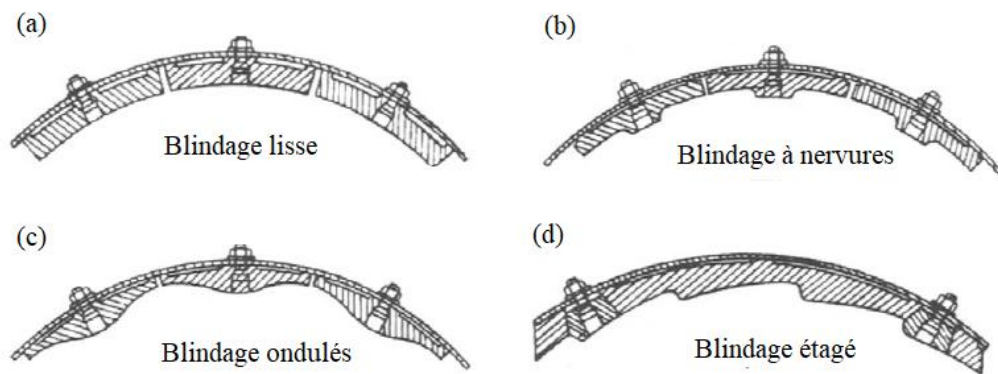 (a)
Blindage lisse
(b)
Blindage à nervures
(c)
Blindage ondulés
(d)
Blindage étagé